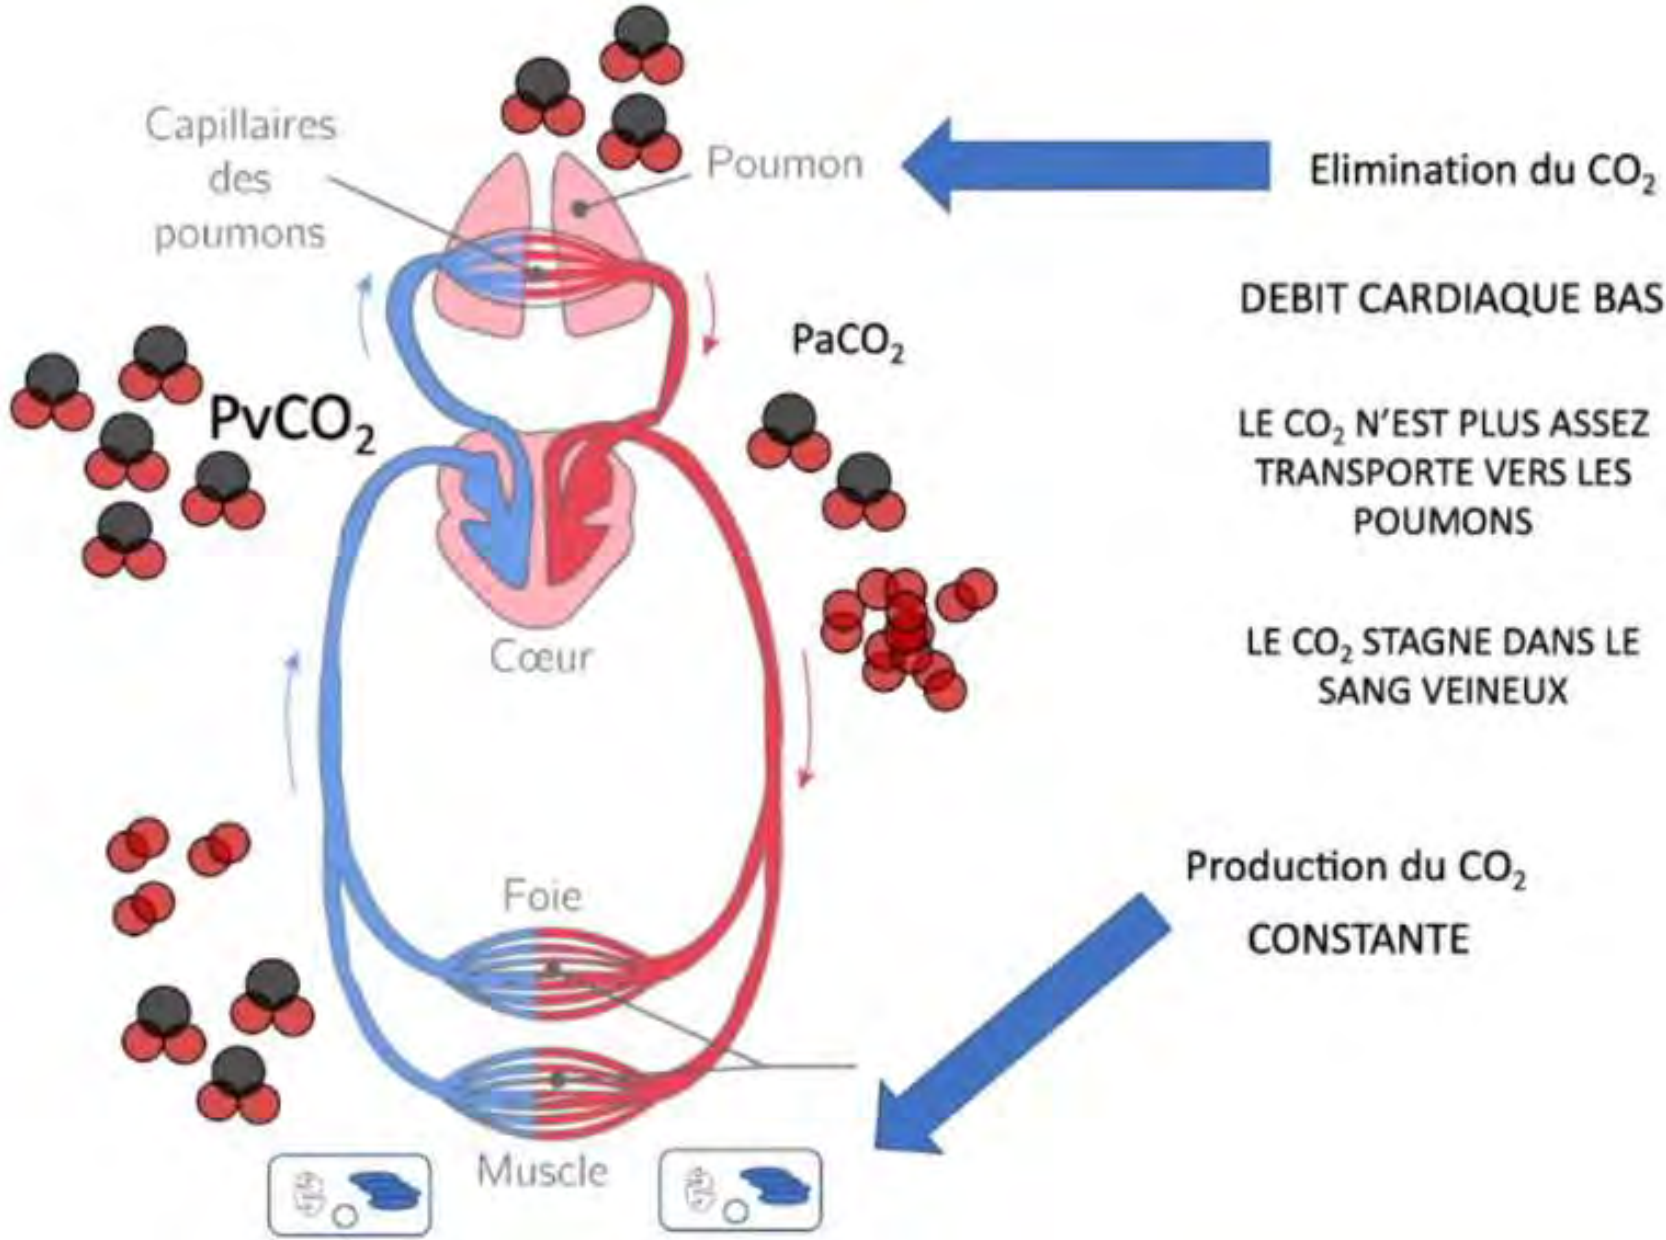 Capillaires
des
poumons
Poumon
Elimination du CO₂
DEBIT CARDIAQUE BAS
PaCO₂
PvCO₂
LE CO₂ N'EST PLUS ASSEZ
TRANSPORTE VERS LES
POUMONS
Cœur
LE CO₂ STAGNE DANS LE
SANG VEINEUX
Production du CO₂
CONSTANTE
Foie
Muscle